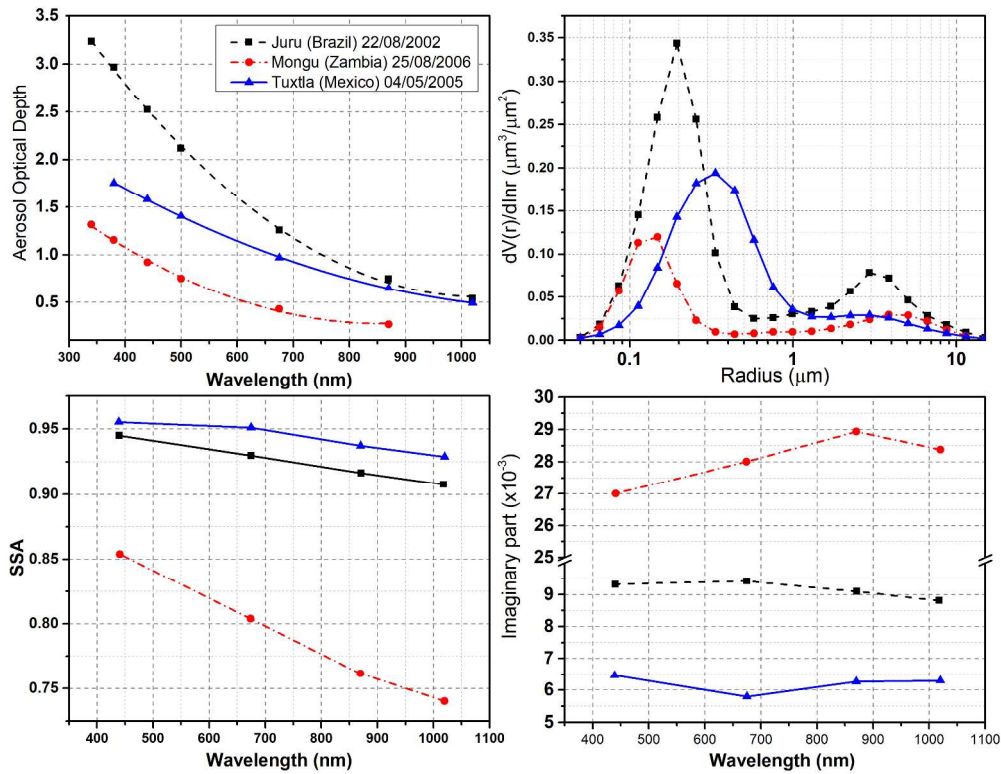 3.5
3.0
2.5
2.0
1.5
1.0
0.5
Aerosol Optical Depth
Juru (Brazil) 22/08/2002
Mongu (Zambia) 25/08/2006
Tuxtla (Mexico) 04/05/2005
300 400 500 600 700 800 900 1000
Wavelength (nm)
0.35
0.30
0.25
0.20
0.15
0.10
0.05
0.00
dV(r)/dlnr (μm³/μm²)
0.1 1 10
Radius (μm)
0.95
0.90
0.85
0.80
0.75
SSA
400 500 600 700 800 900 1000 1100
Wavelength (nm)
30
29
28
27
25
9
8
7
6
5
Imaginary part (x10⁻³)
400 500 600 700 800 900 1000 1100
Wavelength (nm)